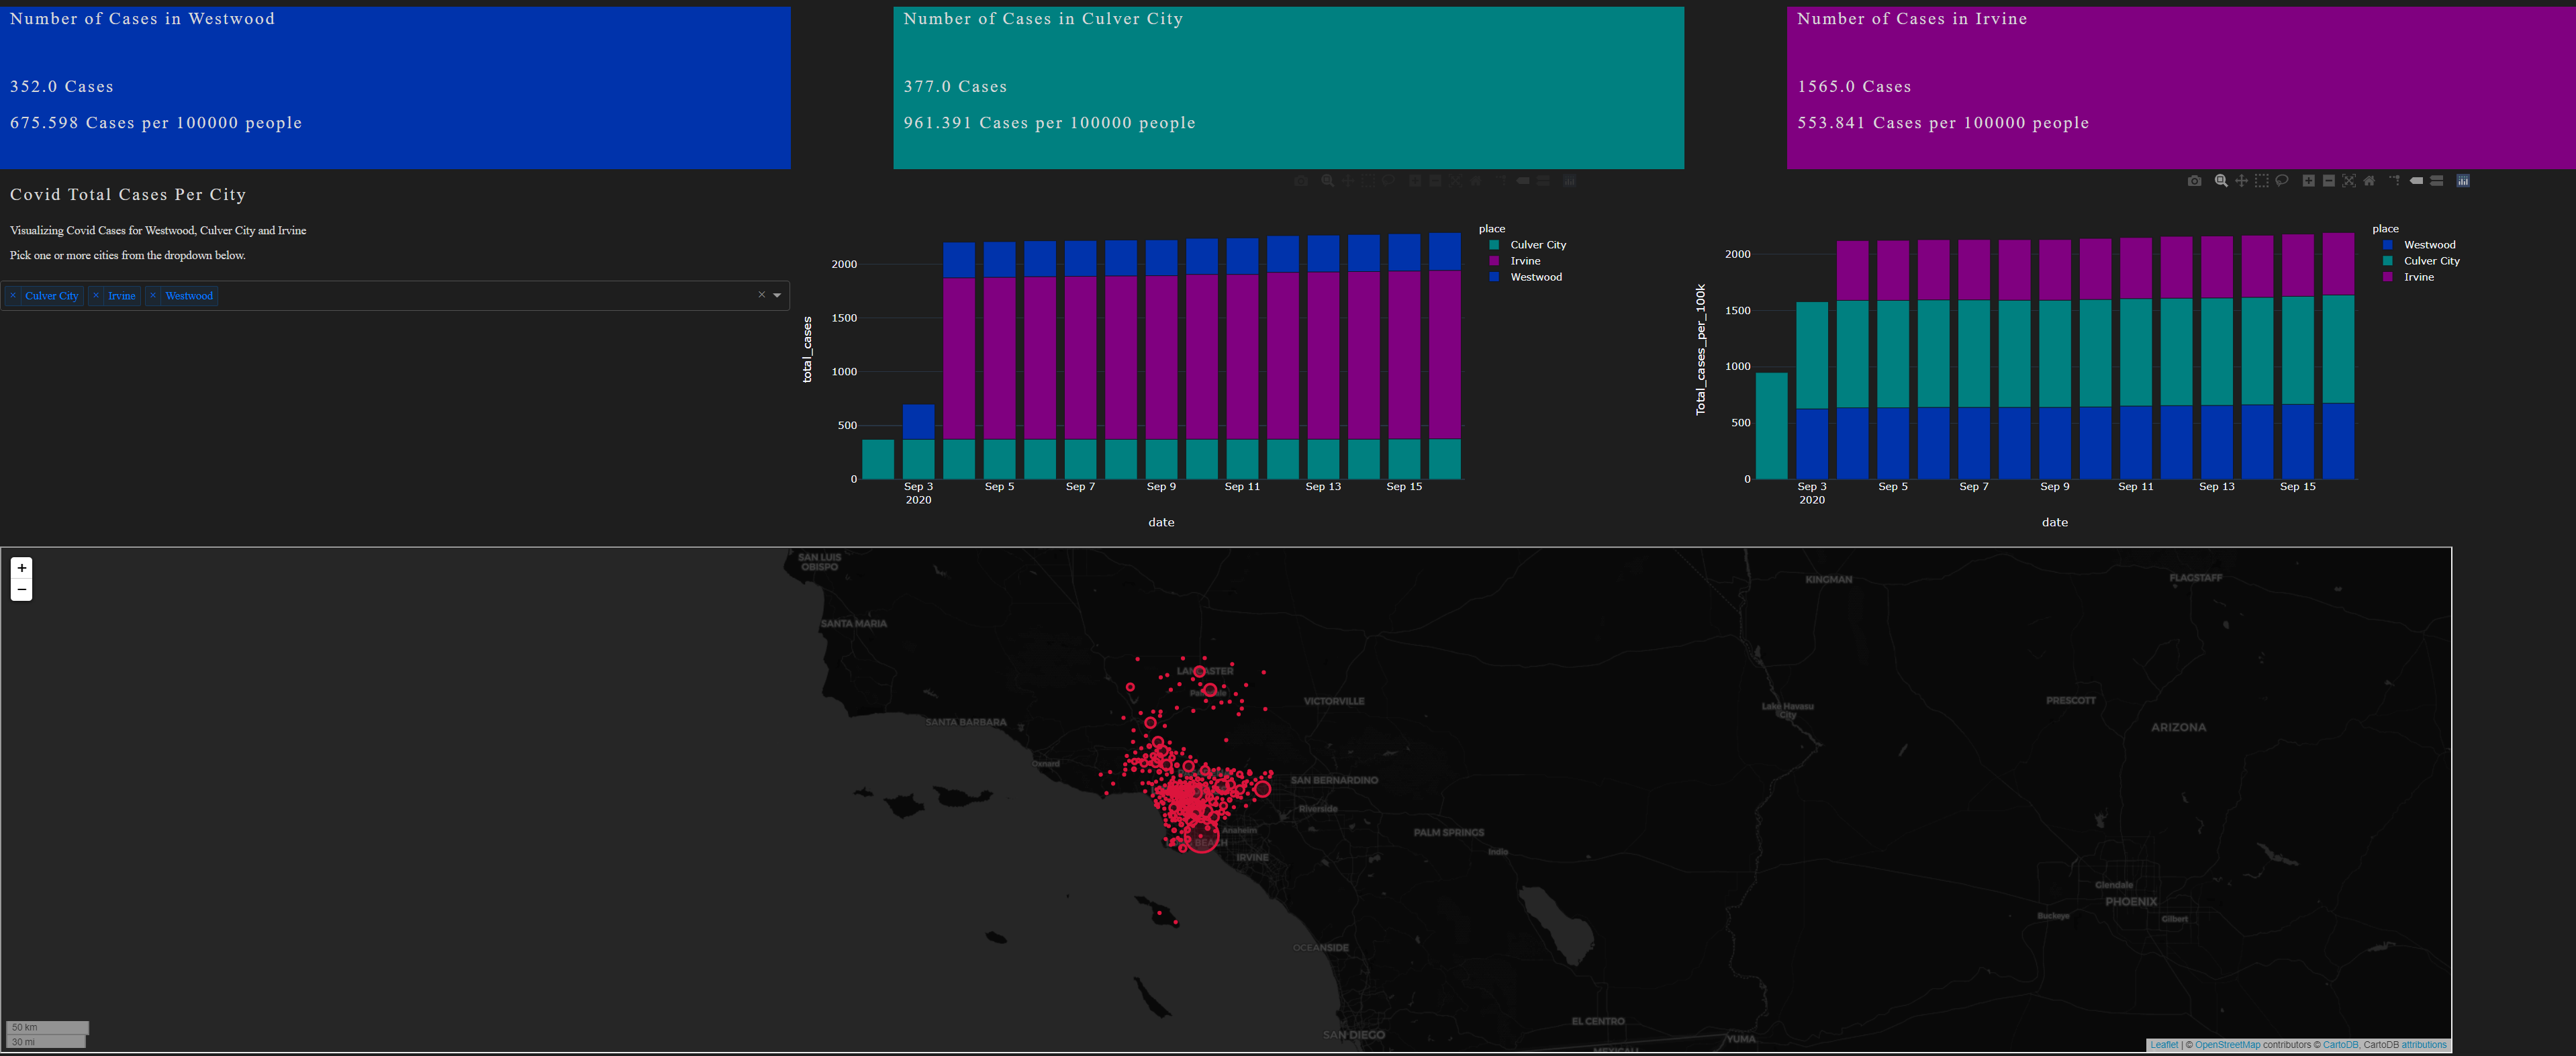 Number of Cases in Westwood
352.0 Cases
675.598 Cases per 100000 people
Number of Cases in Culver City
377.0 Cases
961.391 Cases per 100000 people
Number of Cases in Irvine
1565.0 Cases
553.841 Cases per 100000 people
Covid Total Cases Per City
Visualizing Covid Cases for Westwood, Culver City and Irvine
Pick one or more cities from the dropdown below.
× Culver City × Irvine × Westwood ×
total_cases
2000
1500
1000
500
0
Sep 3 Sep 5 Sep 7 Sep 9 Sep 11 Sep 13 Sep 15
2020
date
place
Culver City
Irvine
Westwood
Total_cases_per_100k
2000
1500
1000
500
0
Sep 3 Sep 5 Sep 7 Sep 9 Sep 11 Sep 13 Sep 15
2020
date
place
Westwood
Culver City
Irvine
+
−
SAN LUIS
OBISPO
KINGMAN
FLAGSTAFF
SANTA MARIA
LANCASTER
Palmdale
VICTORVILLE
PRESCOTT
Lake Havasu
City
SANTA BARBARA
ARIZONA
Oxnard
SAN BERNARDINO
Riverside
Anaheim
PALM SPRINGS
BEACH
IRVINE
Indio
Glendale
PHOENIX
Buckeye
Gilbert
OCEANSIDE
EL CENTRO
SAN DIEGO
YUMA
MEXICALI
50 km
30 mi
Leaflet | © OpenStreetMap contributors © CartoDB, CartoDB attributions